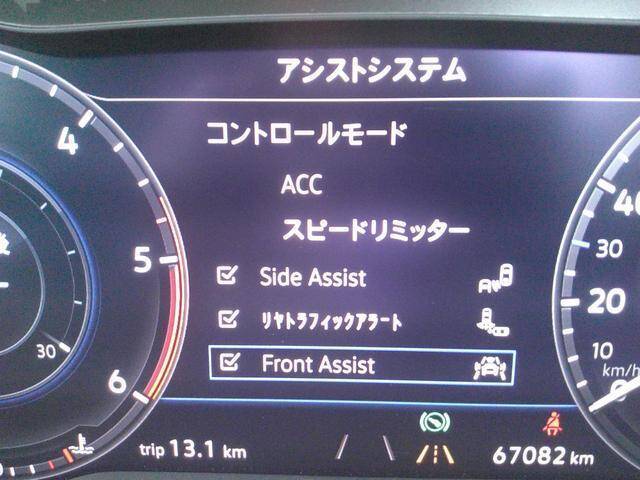 アシストシステム
コントロールモード
ACC
スピードリミッター
Side Assist
リヤトラフィックアラート
Front Assist
4
5
6
30
40
30
20
10
km/h
0
trip 13.1 km
67082 km